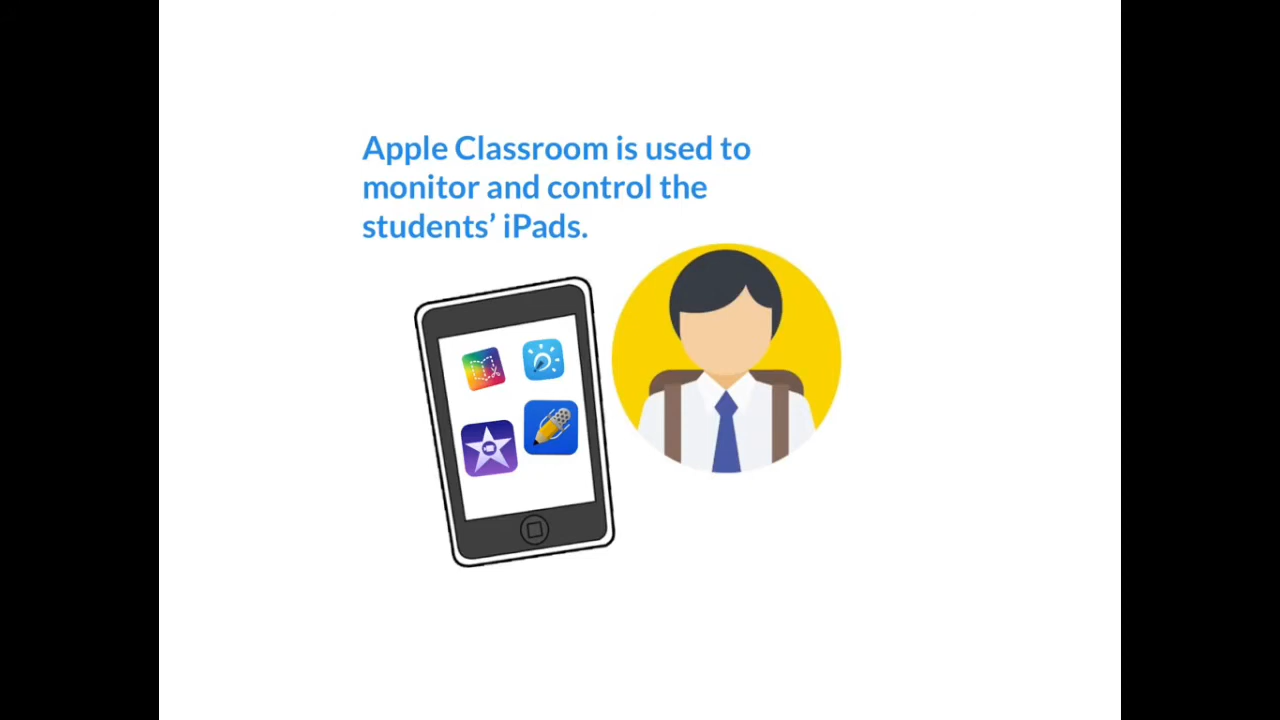 Apple Classroom is used to
monitor and control the
students’ iPads.